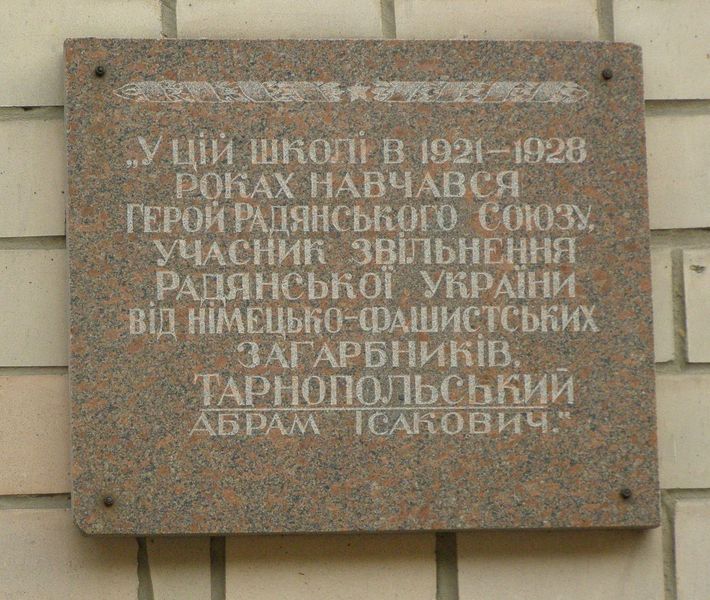 „У ЦІЙ ШКОЛІ В 1921–1928
РОКАХ НАВЧАВСЯ
ГЕРОЙ РАДЯНСЬКОГО СОЮЗУ,
УЧАСНИК ЗВІЛЬНЕННЯ
РАДЯНСЬКОЇ УКРАЇНИ
ВІД НІМЕЦЬКО-ФАШИСТСЬКИХ
ЗАГАРБНИКІВ,
ТАРНОПОЛЬСЬКИЙ
АБРАМ ІСАКОВИЧ."